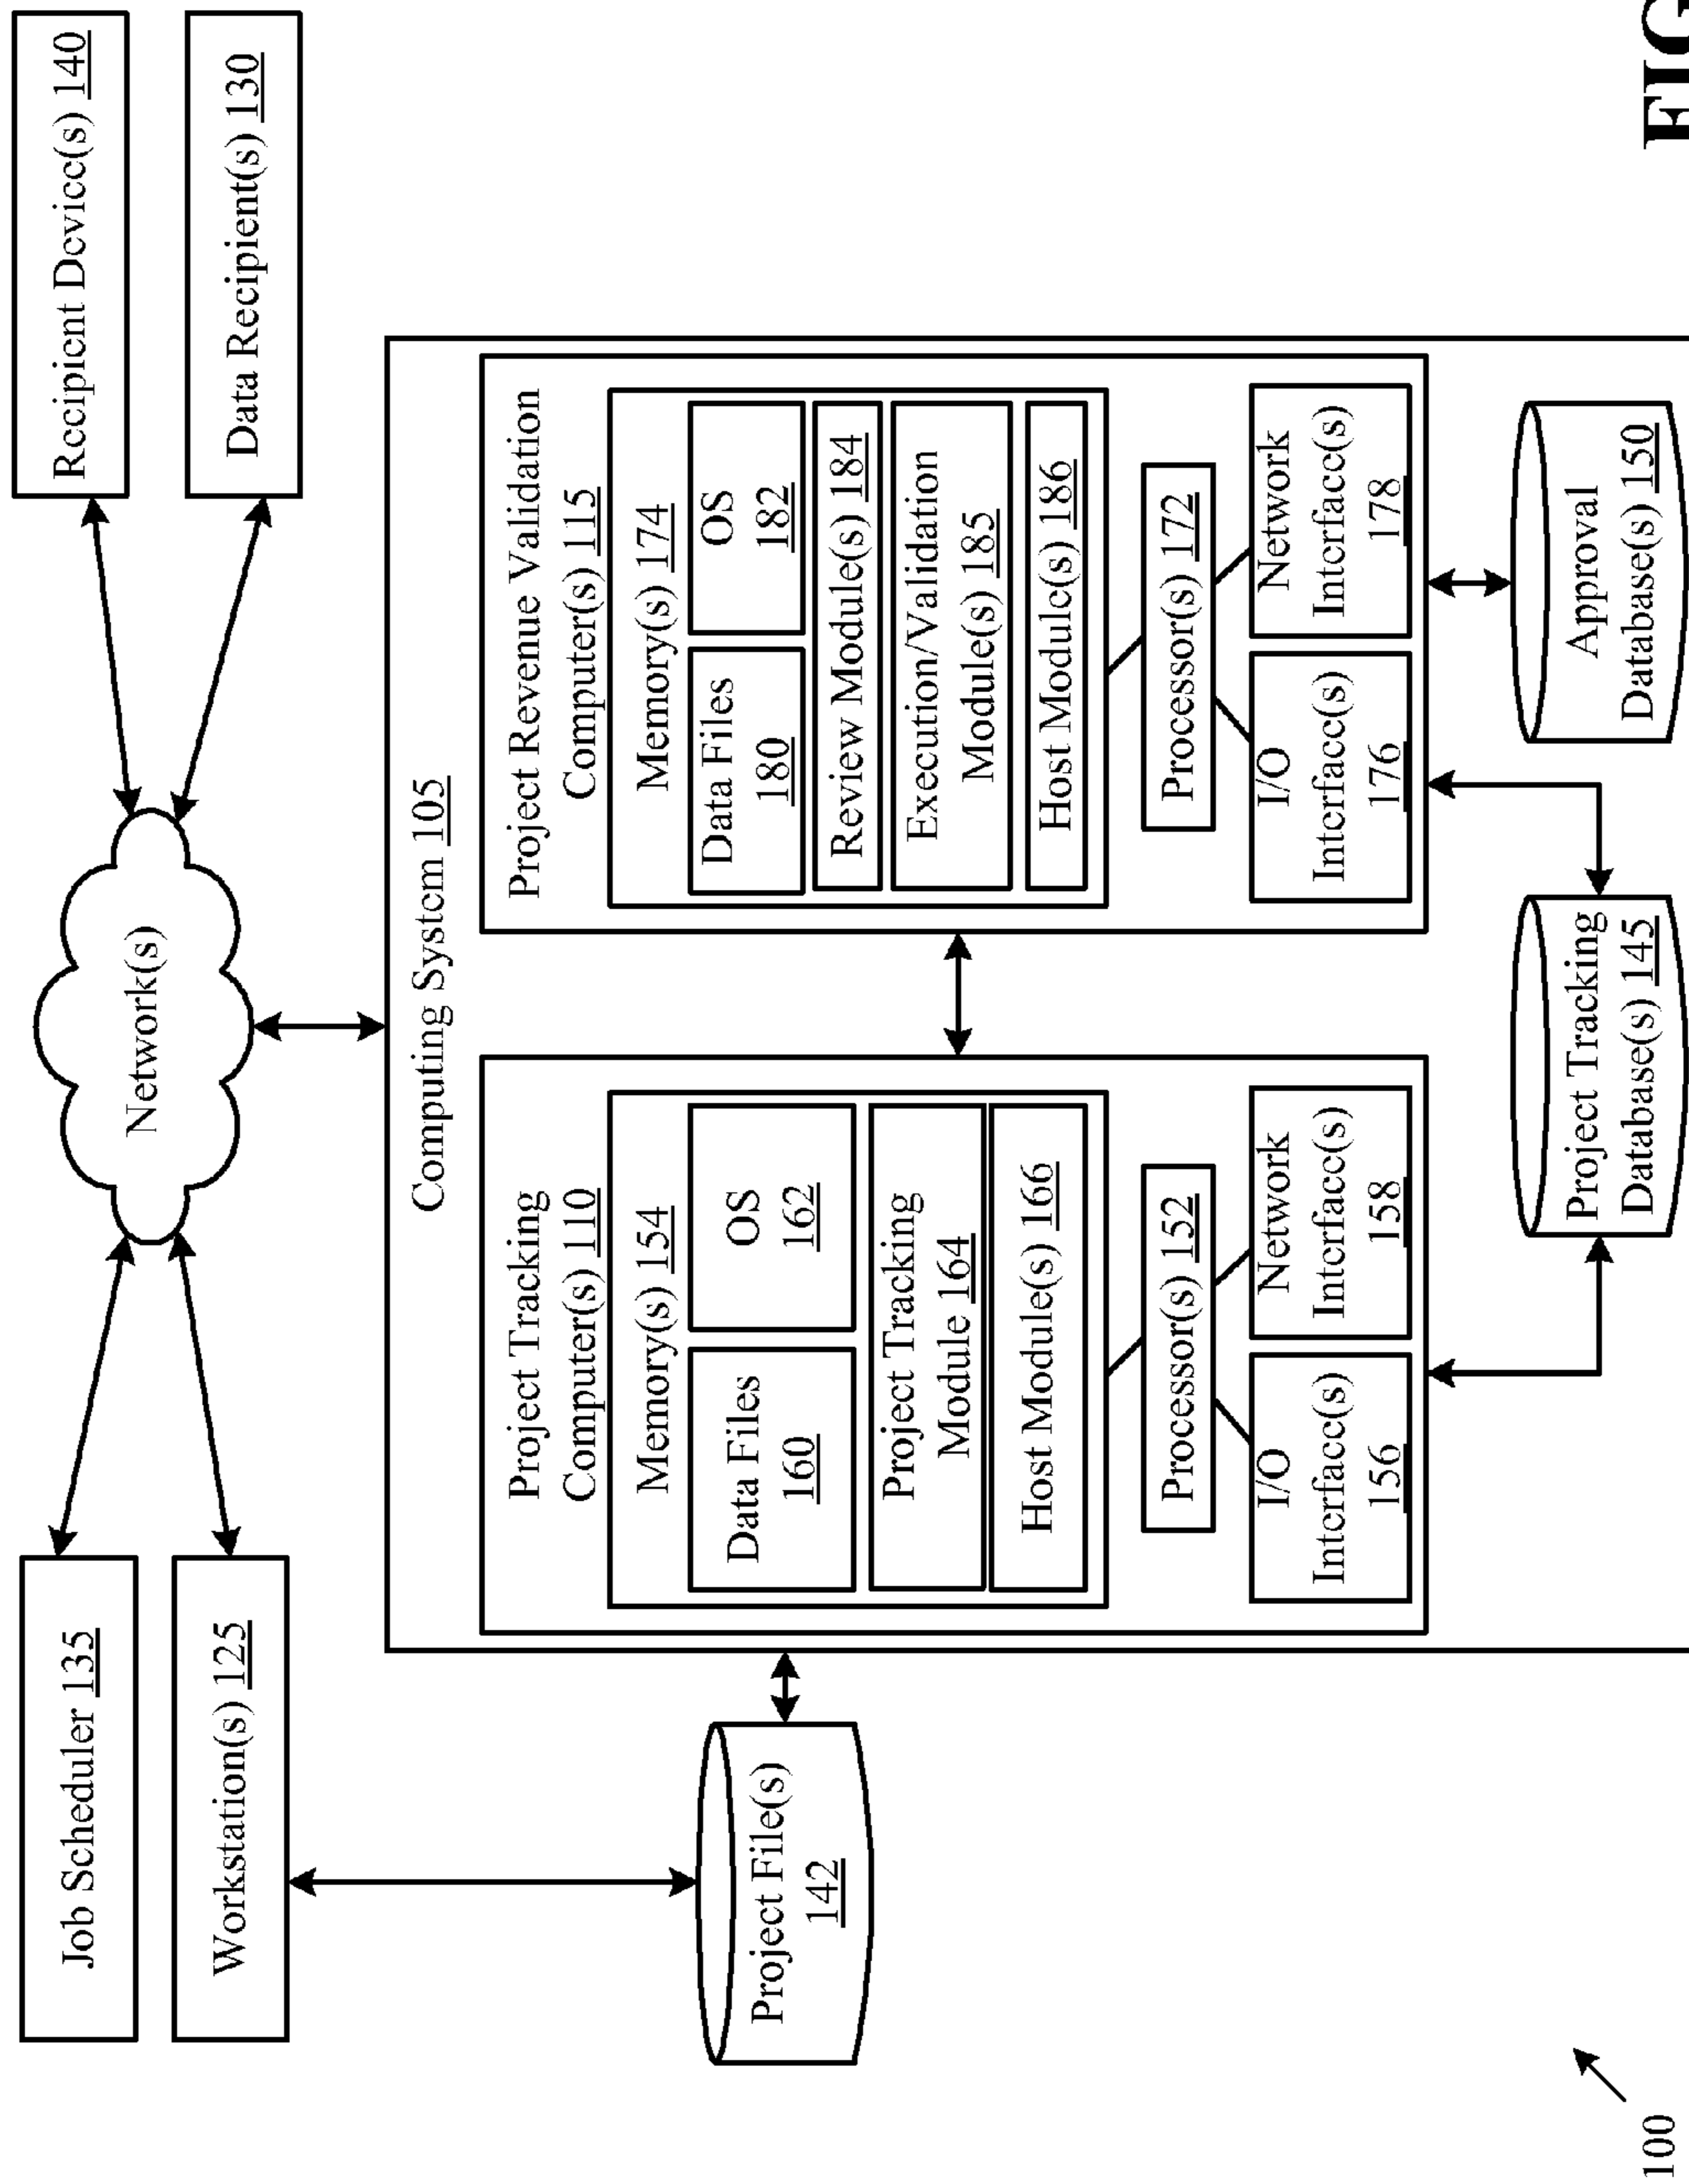 Job Scheduler 135
Recipient Device(s) 140
Workstation(s) 125
Data Recipient(s) 130
Network(s)
Computing System 105
Project Tracking
Computer(s) 110
Memory(s) 154
Data Files
160
OS
162
Project Tracking
Module 164
Host Module(s) 166
Processor(s) 152
I/O
Interface(s)
156
Network
Interface(s)
158
Project Revenue Validation
Computer(s) 115
Memory(s) 174
Data Files
180
OS
182
Review Module(s) 184
Execution/Validation
Module(s) 185
Host Module(s) 186
Processor(s) 172
I/O
Interface(s)
176
Network
Interface(s)
178
Project File(s)
142
Project Tracking
Database(s) 145
Approval
Database(s) 150
100
FIG